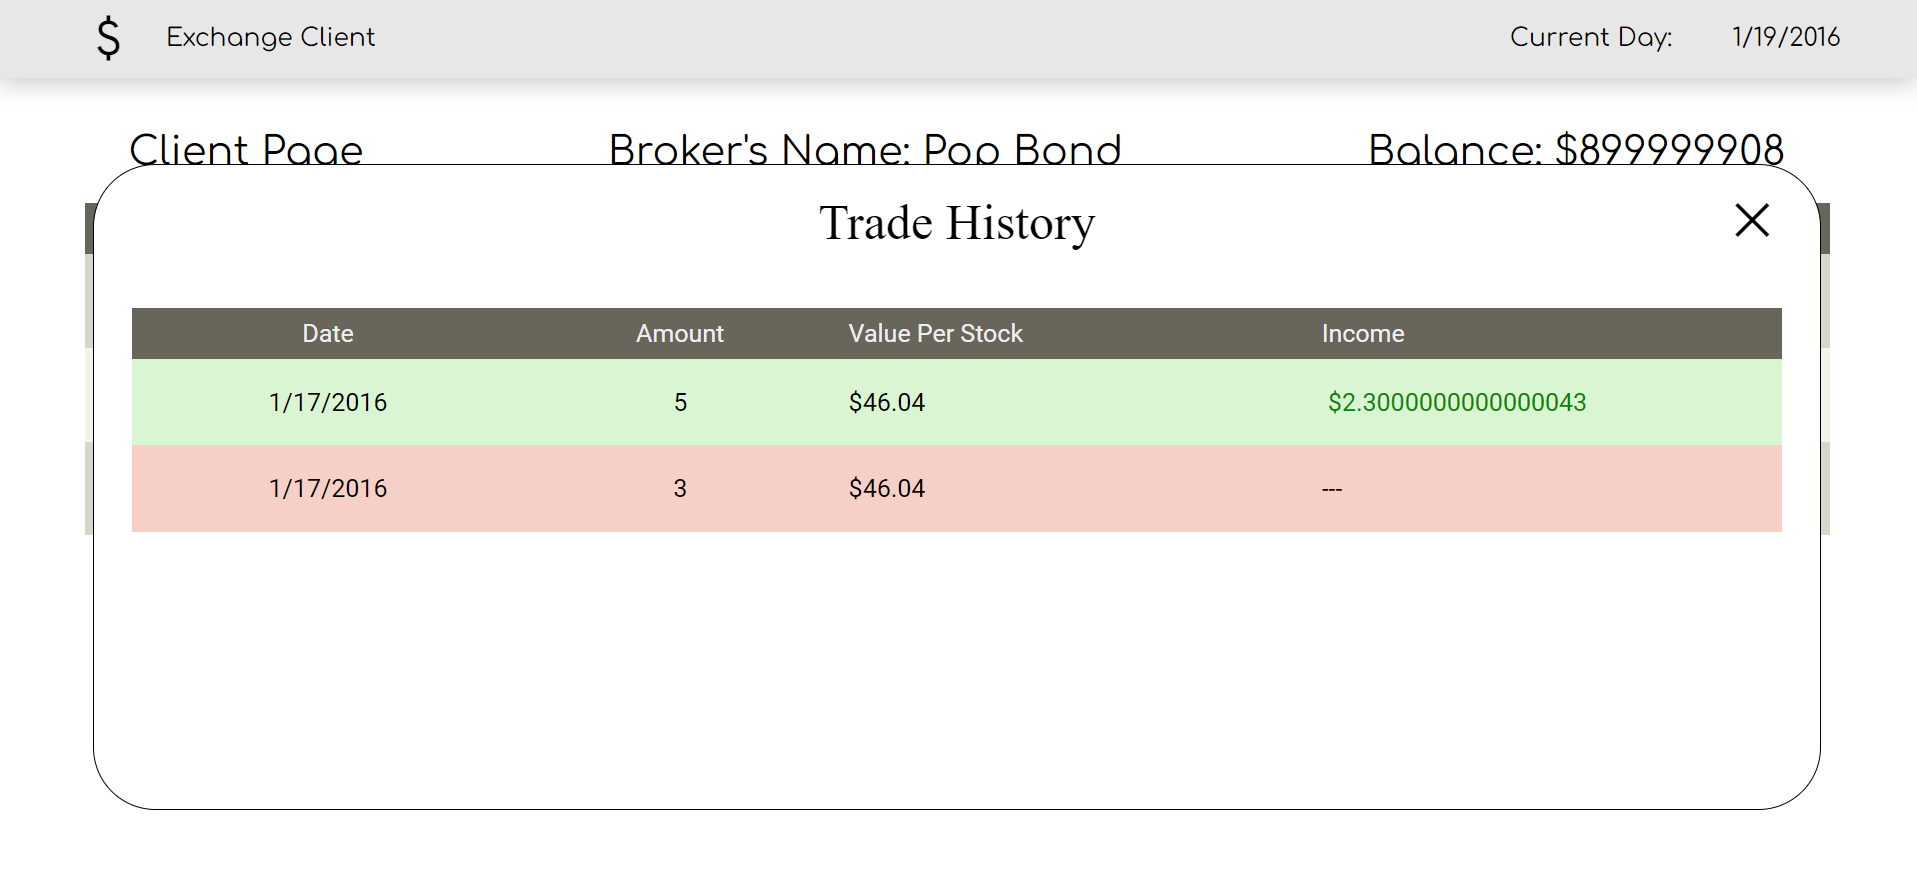 $ Exchange Client Current Day: 1/19/2016
Client Page Broker's Name: Pop Bond Balance: $899999908
Trade History
Date Amount Value Per Stock Income
1/17/2016 5 $46.04 $2.3000000000000043
1/17/2016 3 $46.04 ---